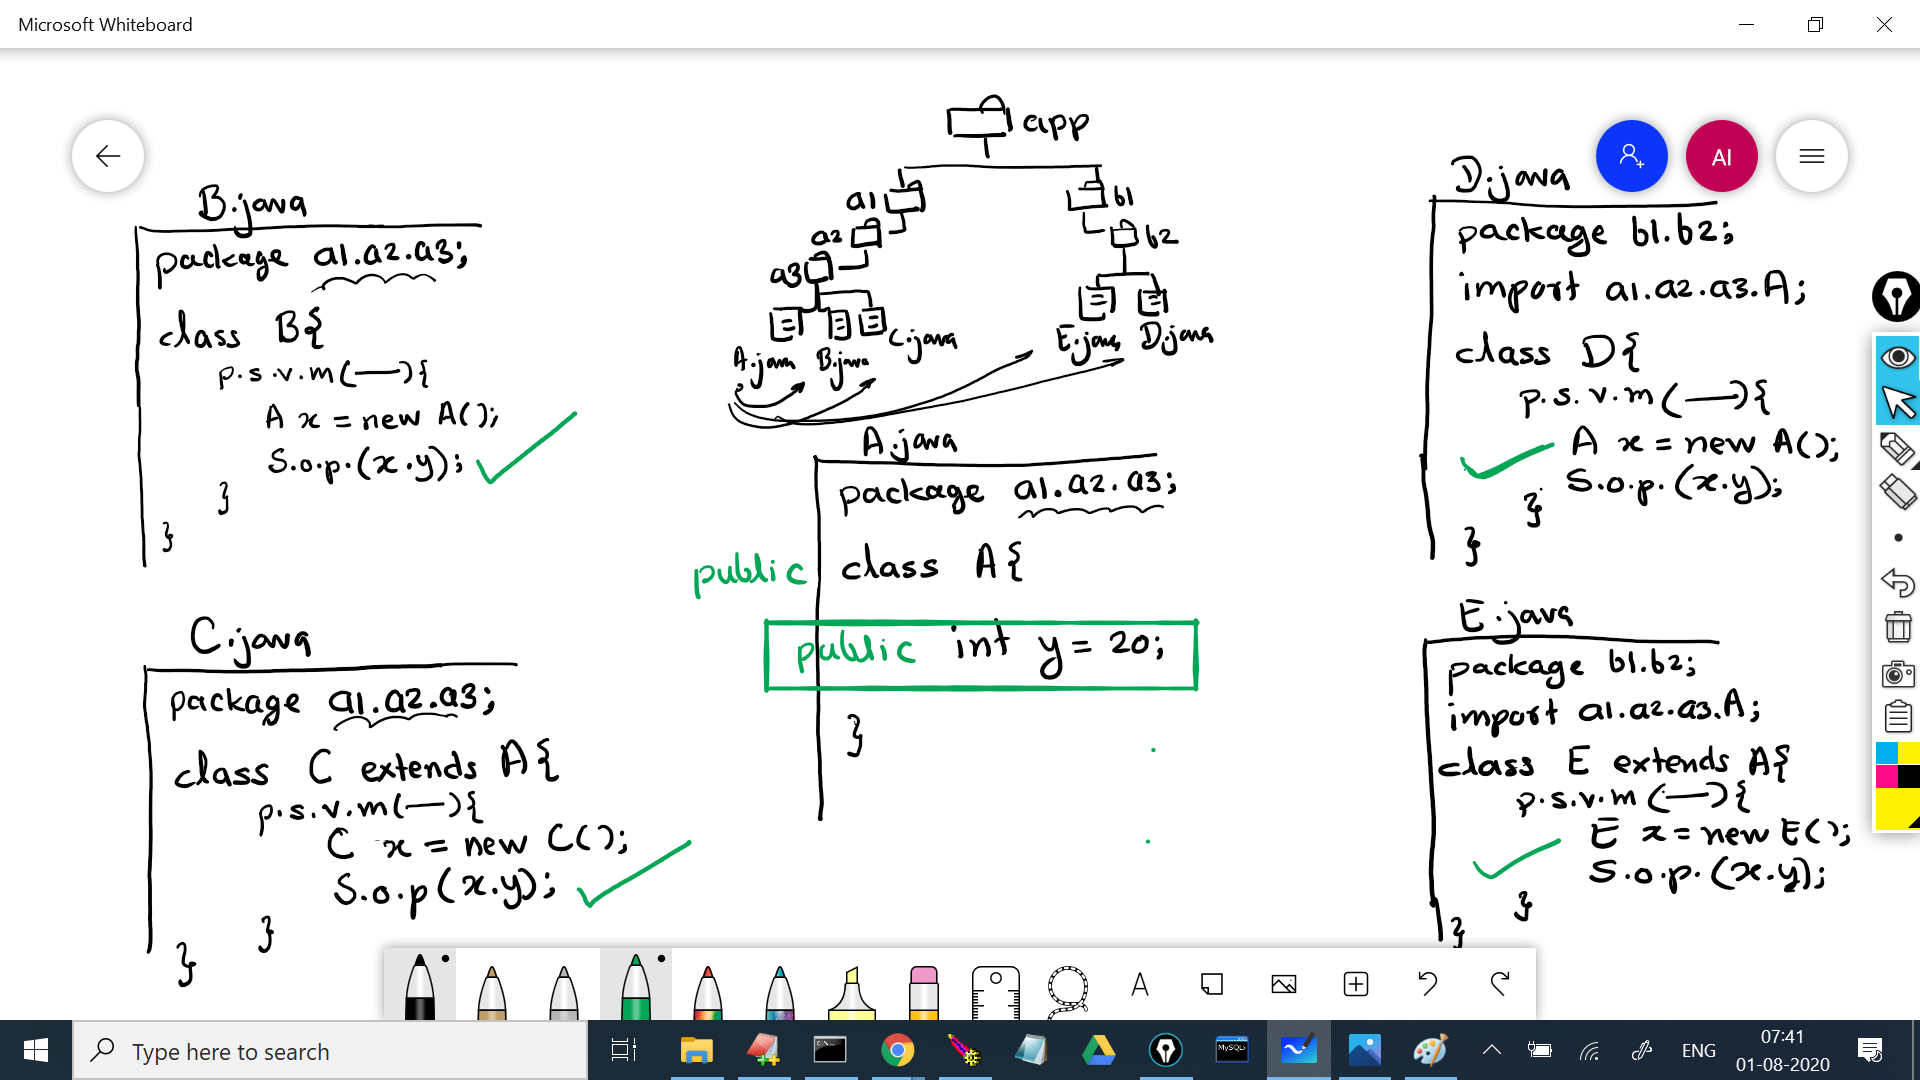 Microsoft Whiteboard
app
a1
b1
a2
b2
a3
A.java B.java C.java
E.java D.java
AI
B.java
package a1.a2.a3;
class B{
p.s.v.m(—){
A x = new A();
S.o.p.(x.y);
}
}
C.java
package a1.a2.a3;
class C extends A{
p.s.v.m(—){
C x = new C();
S.o.p(x.y);
}
}
A.java
package a1.a2.a3;
public class A{
public int y = 20;
}
D.java
package b1.b2;
import a1.a2.a3.A;
class D{
p.s.v.m(—){
A x = new A();
S.o.p.(x.y);
}
}
E.java
package b1.b2;
import a1.a2.a3.A;
class E extends A{
p.s.v.m(—){
E x = new E();
S.o.p.(x.y);
}
}
A
Type here to search
MySQL
ENG
07:41
01-08-2020